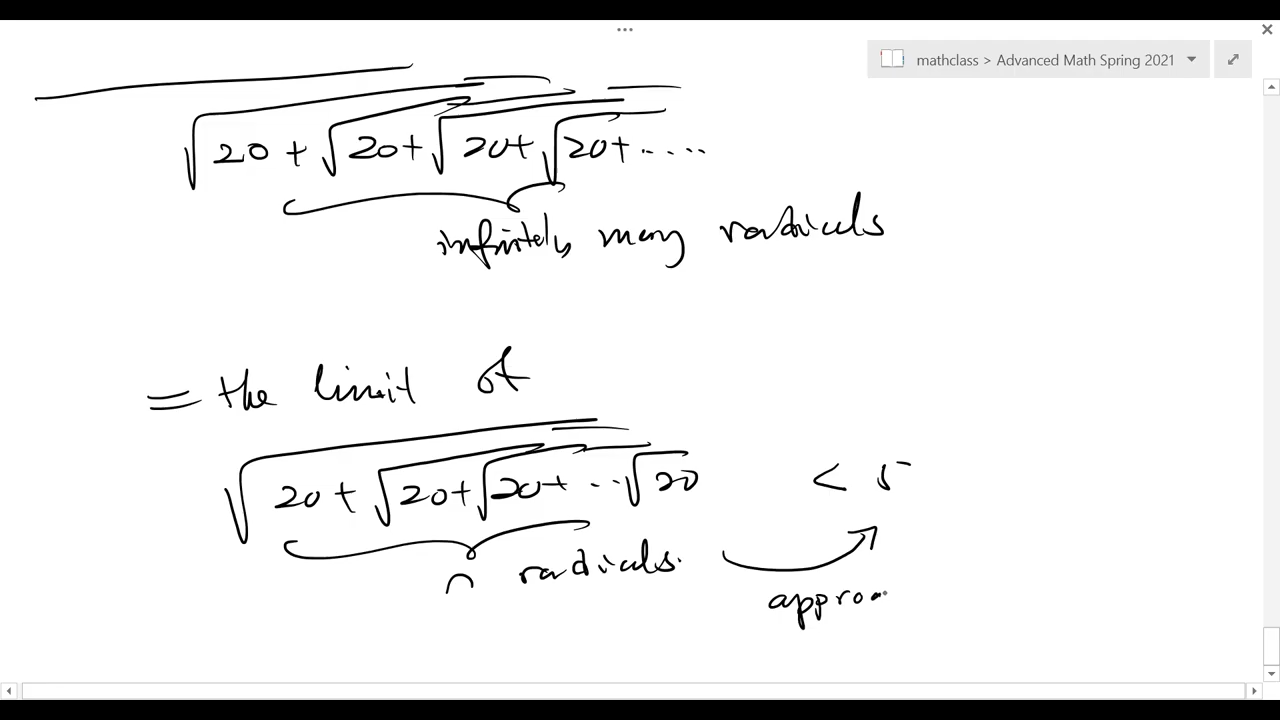 mathclass > Advanced Math Spring 2021
√20 + √20 + √20 + √20 + .....
infinitely many radicals
= the limit of
√20 + √20 + √20 + ...√20 < 5
n radicals.
appro